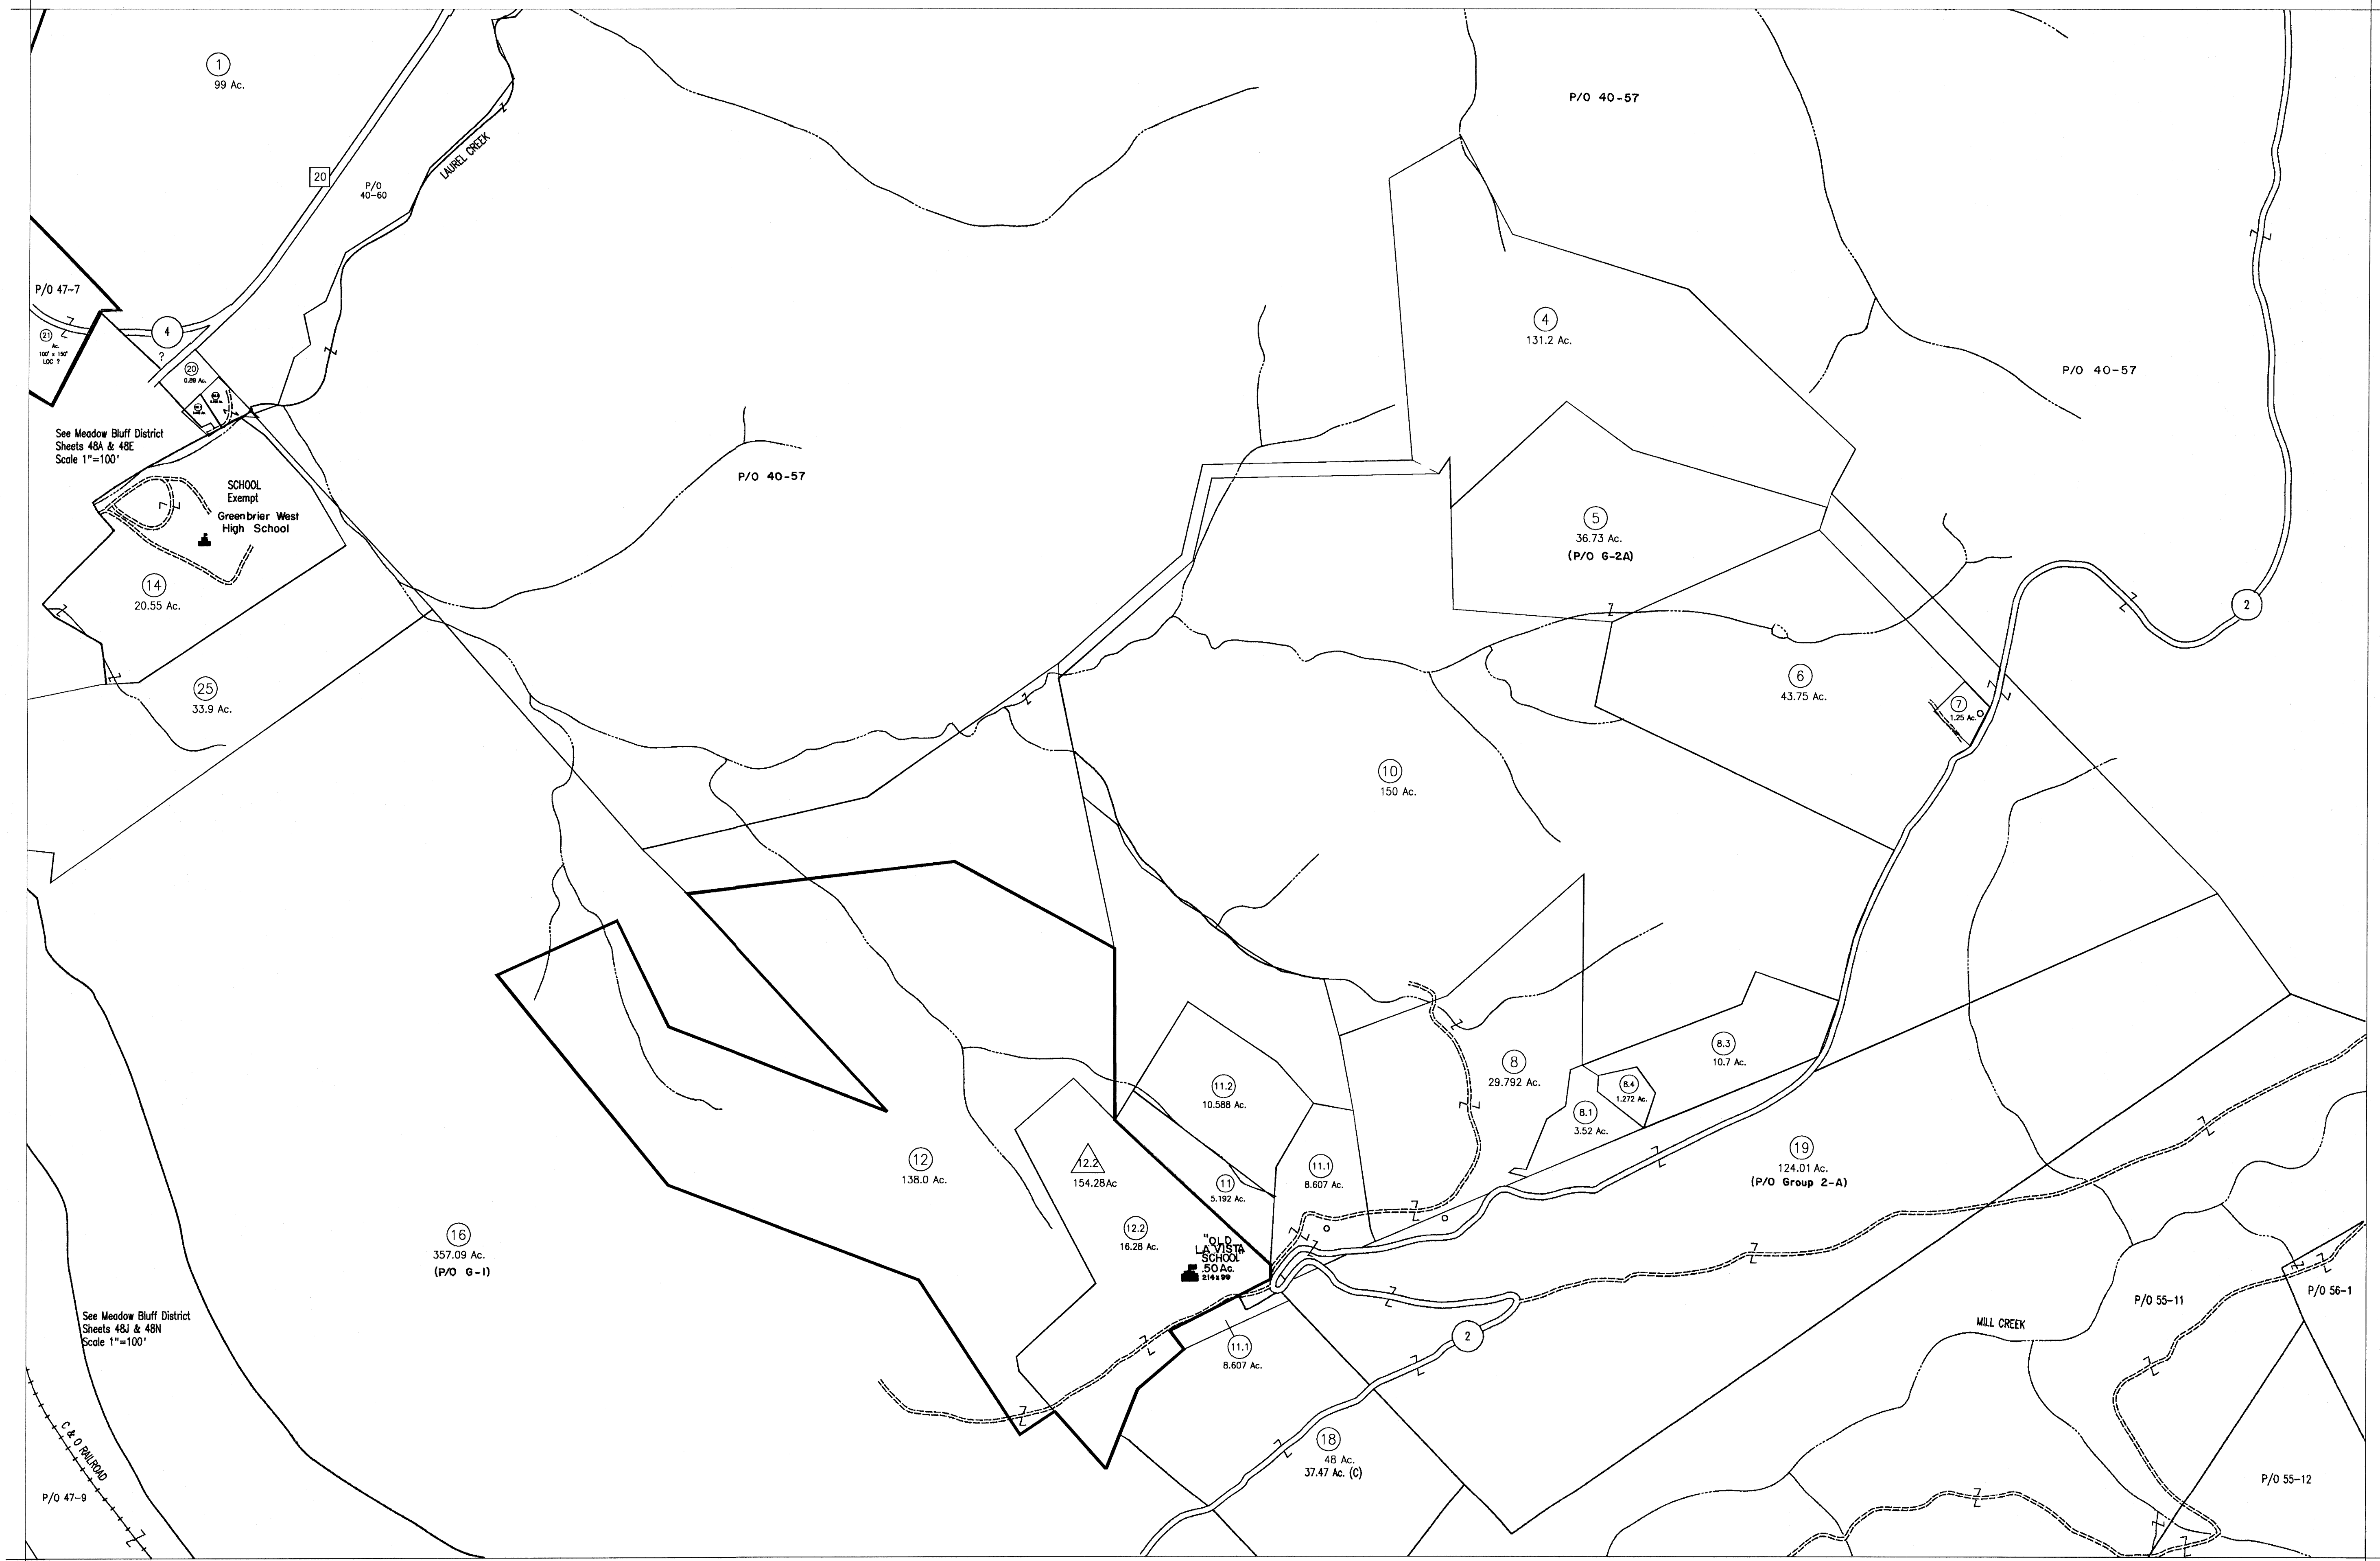 1
99 Ac.
P/O 40-57
20
P/O
40-60
LAUREL CREEK
P/O 47-7
4
21
Ac.
100' x 150'
LOC ?
?
20
0.89 Ac.
4
131.2 Ac.
P/O 40-57
See Meadow Bluff District
Sheets 48A & 48E
Scale 1"=100'
SCHOOL
Exempt
Greenbrier West
High School
P/O 40-57
5
36.73 Ac.
(P/O G-2A)
14
20.55 Ac.
2
25
33.9 Ac.
6
43.75 Ac.
7
1.25 Ac.
10
150 Ac.
8
29.792 Ac.
8.3
10.7 Ac.
8.4
1.272 Ac.
8.1
3.52 Ac.
11.2
10.588 Ac.
12
138.0 Ac.
12.2
154.28Ac
11
5.192 Ac.
11.1
8.607 Ac.
19
124.01 Ac.
(P/O Group 2-A)
16
357.09 Ac.
(P/O G-1)
12.2
16.28 Ac.
"OLD
LA VISTA
SCHOOL"
.50 Ac.
214x99
See Meadow Bluff District
Sheets 48J & 48N
Scale 1"=100'
2
11.1
8.607 Ac.
P/O 55-11
P/O 56-1
MILL CREEK
C & O RAILROAD
18
48 Ac.
37.47 Ac. (C)
P/O 47-9
P/O 55-12